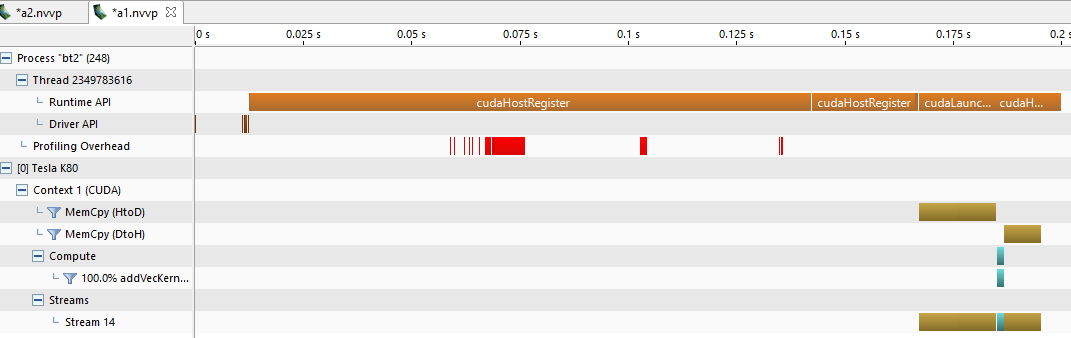 *a2.nvvp *a1.nvvp
0 s 0.025 s 0.05 s 0.075 s 0.1 s 0.125 s 0.15 s 0.175 s 0.2 s
Process "bt2" (248)
Thread 2349783616
Runtime API cudaHostRegister cudaHostRegister cudaLaunc... cudaH...
Driver API
Profiling Overhead
[0] Tesla K80
Context 1 (CUDA)
MemCpy (HtoD)
MemCpy (DtoH)
Compute
100.0% addVecKern...
Streams
Stream 14